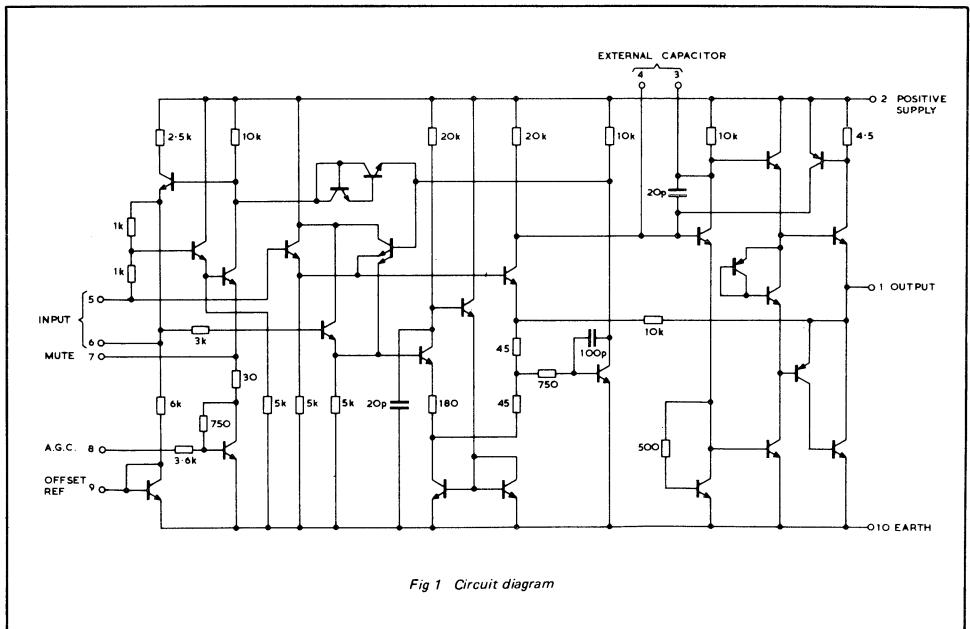 EXTERNAL CAPACITOR
4 3
2 POSITIVE
SUPPLY
2·5k
10k
20k
20k
10k
10k
4·5
20p
1k
1k
5
INPUT
6
3k
MUTE 7
30
6k
750
A.G.C. 8
3·6k
OFFSET
REF 9
5k
5k
5k
20p
180
45
45
750
100p
10k
500
1 OUTPUT
10 EARTH
Fig 1 Circuit diagram